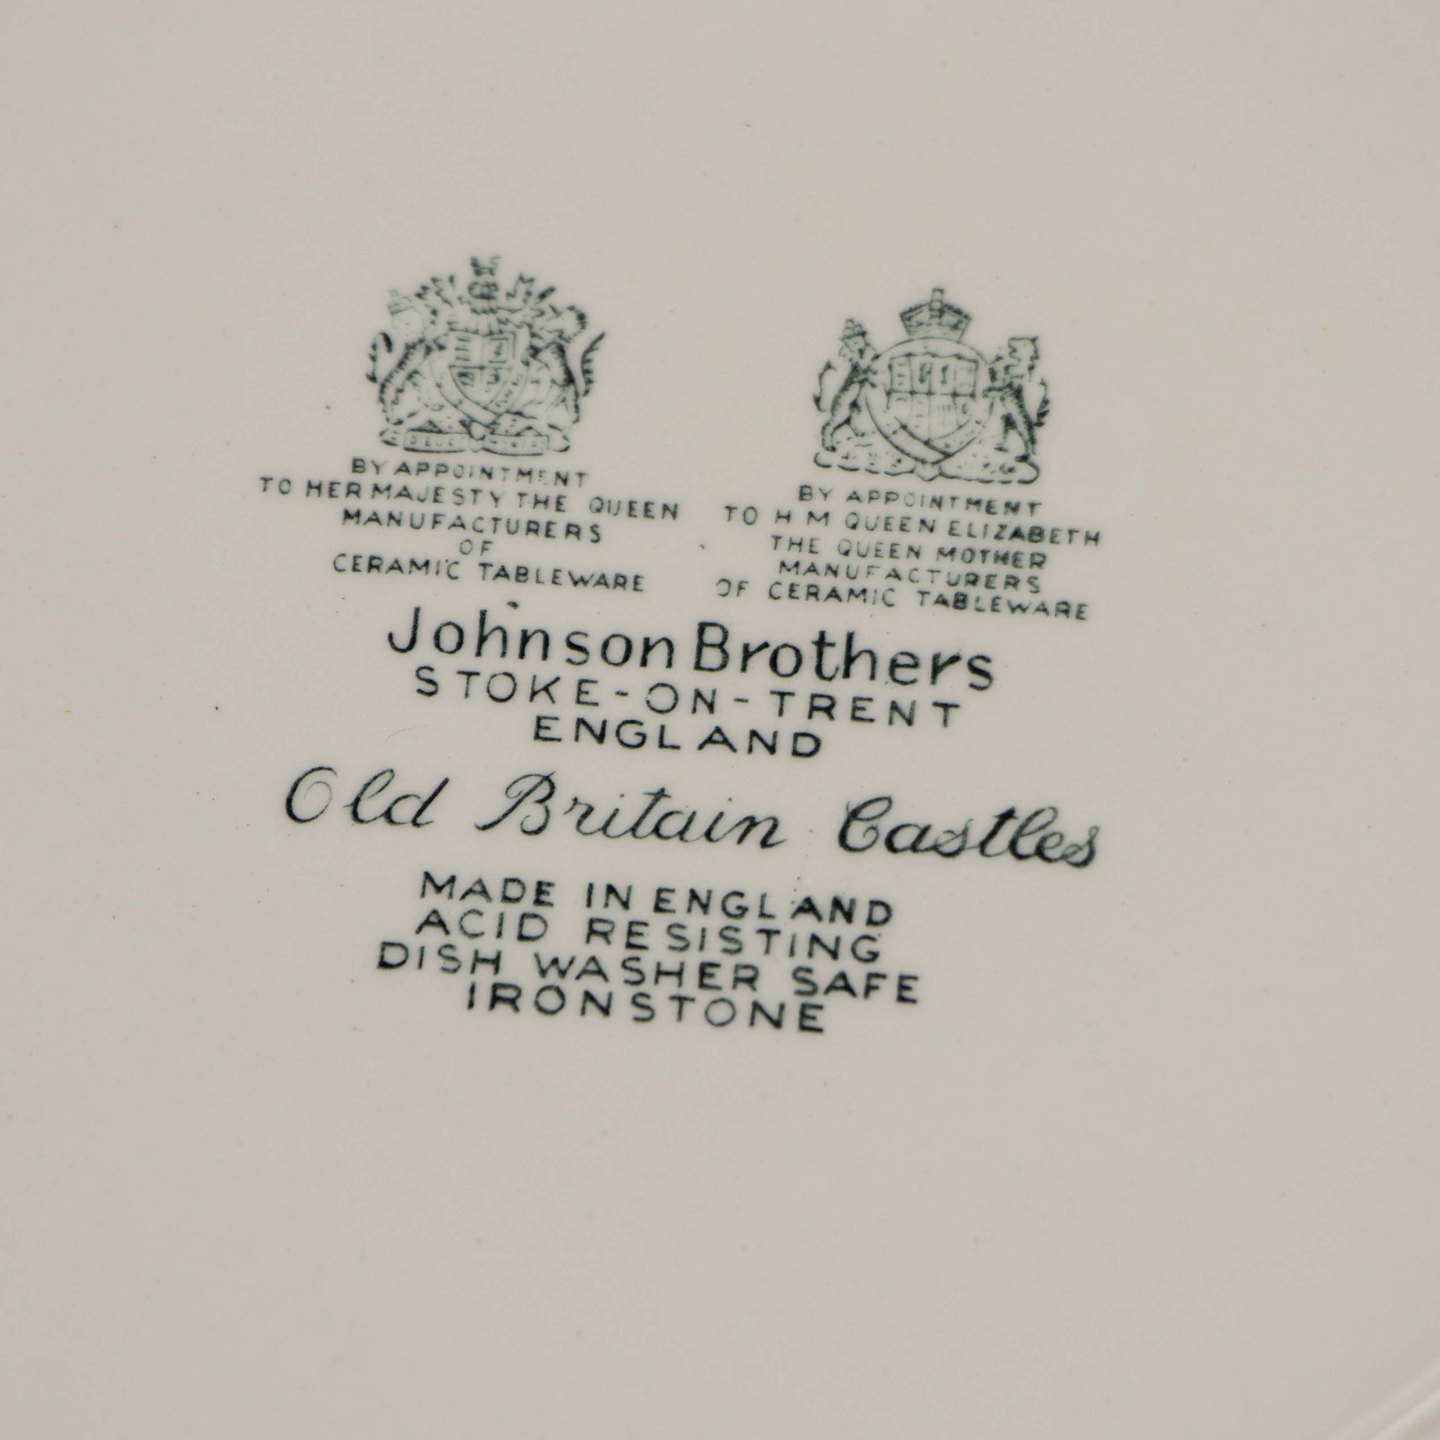 BY APPOINTMENT
TO HER MAJESTY THE QUEEN
MANUFACTURERS
OF
CERAMIC TABLEWARE
BY APPOINTMENT
TO H M QUEEN ELIZABETH
THE QUEEN MOTHER
MANUFACTURERS
OF CERAMIC TABLEWARE
Johnson Brothers
STOKE-ON-TRENT
ENGLAND
Old Britain Castles
MADE IN ENGLAND
ACID RESISTING
DISH WASHER SAFE
IRONSTONE